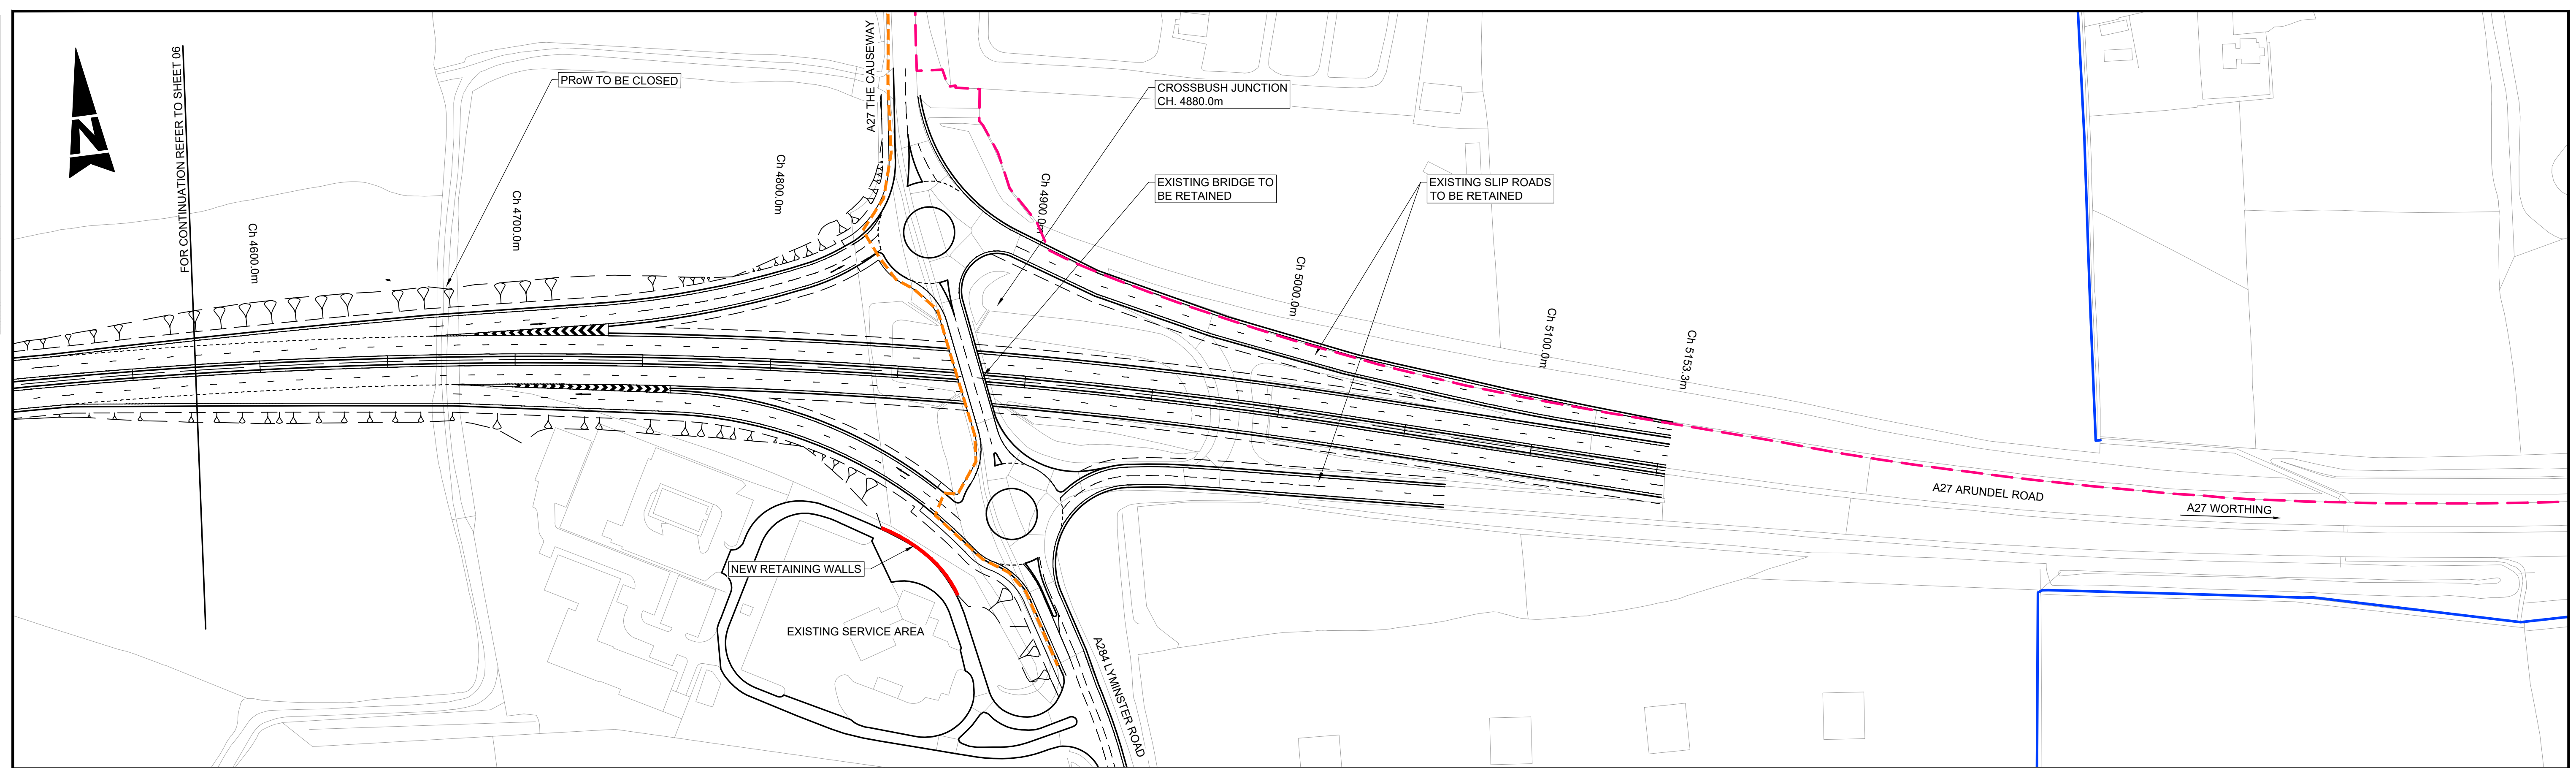 N
FOR CONTINUATION REFER TO SHEET 06
PRoW TO BE CLOSED
A27 THE CAUSEWAY
CROSSBUSH JUNCTION
CH. 4880.0m
EXISTING BRIDGE TO
BE RETAINED
EXISTING SLIP ROADS
TO BE RETAINED
Ch 4600.0m
Ch 4700.0m
Ch 4800.0m
Ch 4900.0m
Ch 5000.0m
Ch 5100.0m
Ch 5153.3m
A27 ARUNDEL ROAD
A27 WORTHING
NEW RETAINING WALLS
EXISTING SERVICE AREA
A284 LYMINSTER ROAD